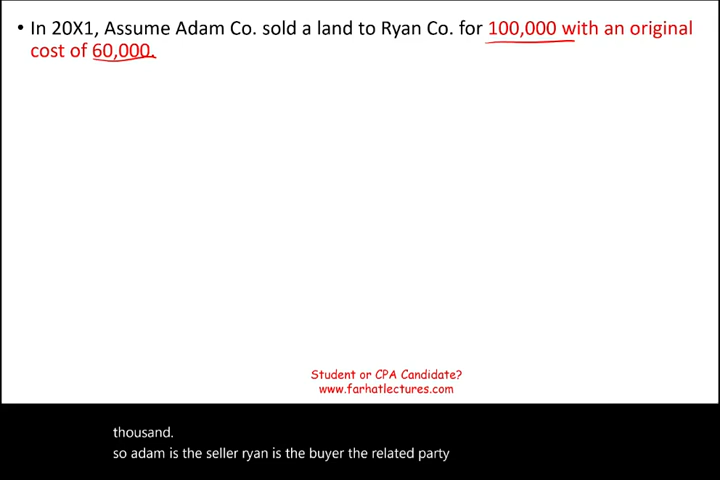 • In 20X1, Assume Adam Co. sold a land to Ryan Co. for 100,000 with an original
cost of 60,000.
Student or CPA Candidate?
www.farhatlectures.com
thousand.
so adam is the seller ryan is the buyer the related party